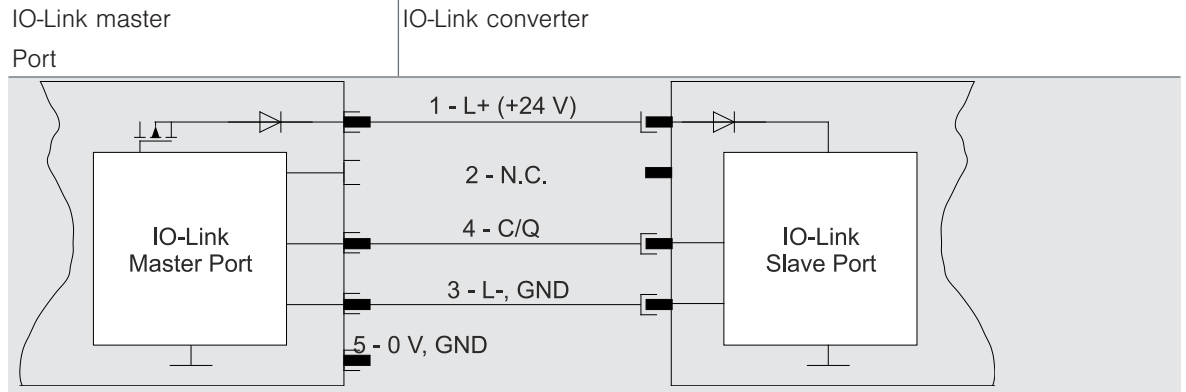 IO-Link master
Port
IO-Link converter
1 - L+ (+24 V)
2 - N.C.
4 - C/Q
3 - L-, GND
5 - 0 V, GND
IO-Link
Master Port
IO-Link
Slave Port